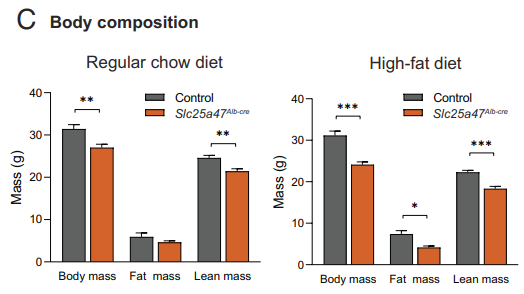 C Body composition
Regular chow diet
Mass (g)
40
30
20
10
0
Control
Slc25a47Alb-cre
**
**
Body mass
Fat mass
Lean mass
High-fat diet
Mass (g)
40
30
20
10
0
Control
Slc25a47Alb-cre
***
*
***
Body mass
Fat mass
Lean mass